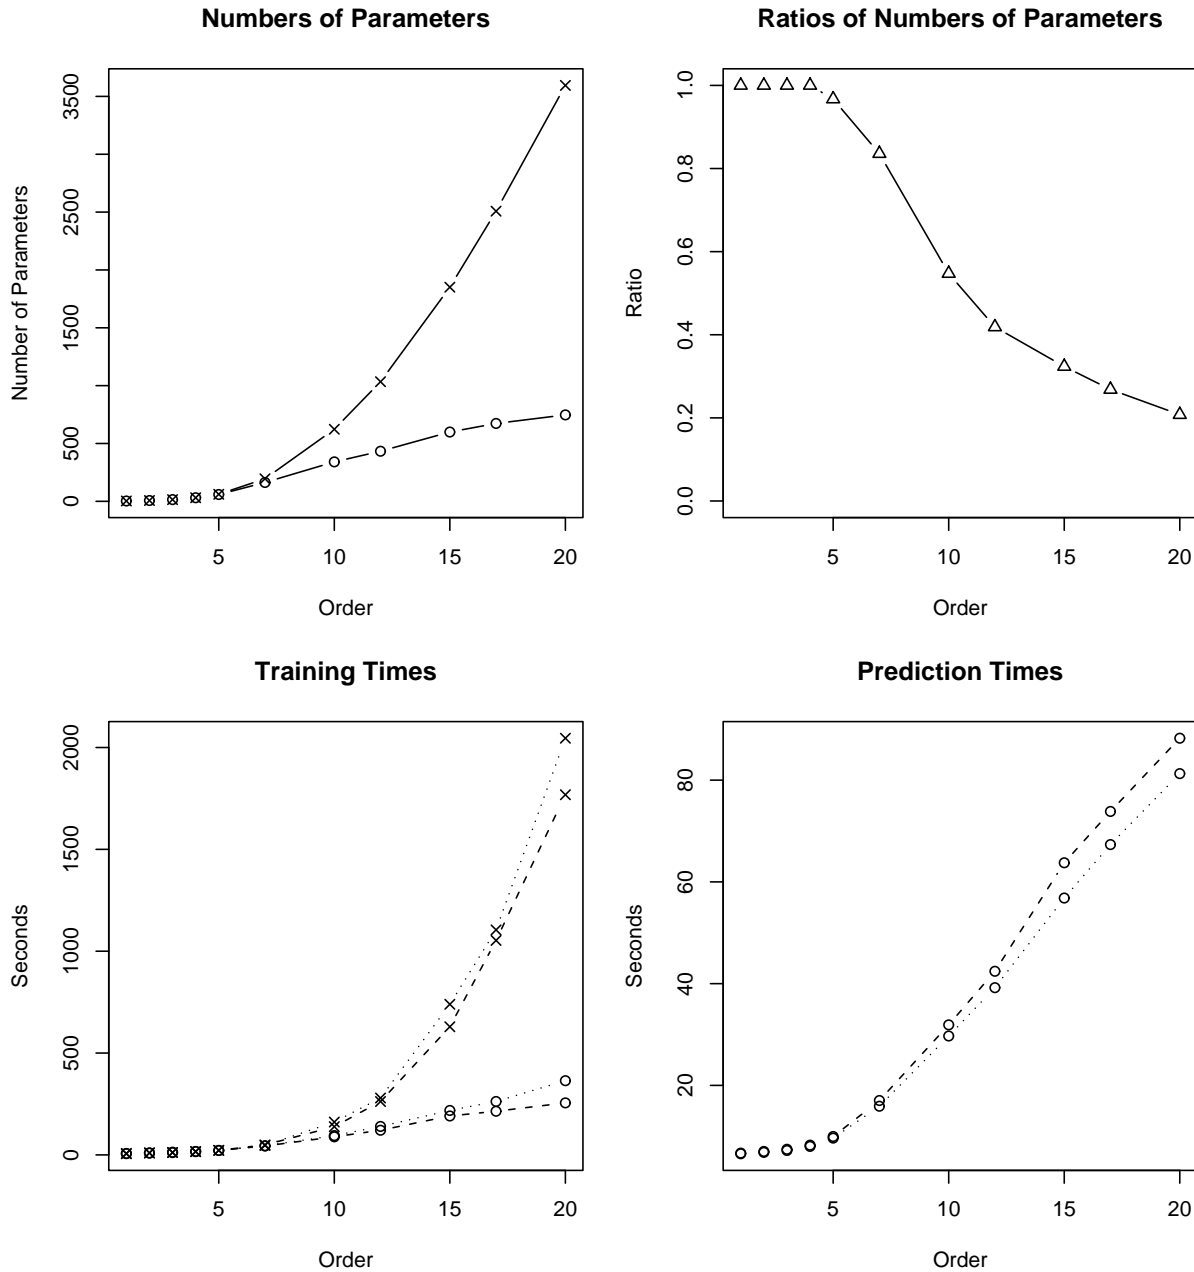 Numbers of Parameters
Number of Parameters
3500
2500
1500
500
0
5 10 15 20
Order
Ratios of Numbers of Parameters
Ratio
1.0
0.8
0.6
0.4
0.2
0.0
5 10 15 20
Order
Training Times
Seconds
2000
1500
1000
500
0
5 10 15 20
Order
Prediction Times
Seconds
80
60
40
20
5 10 15 20
Order